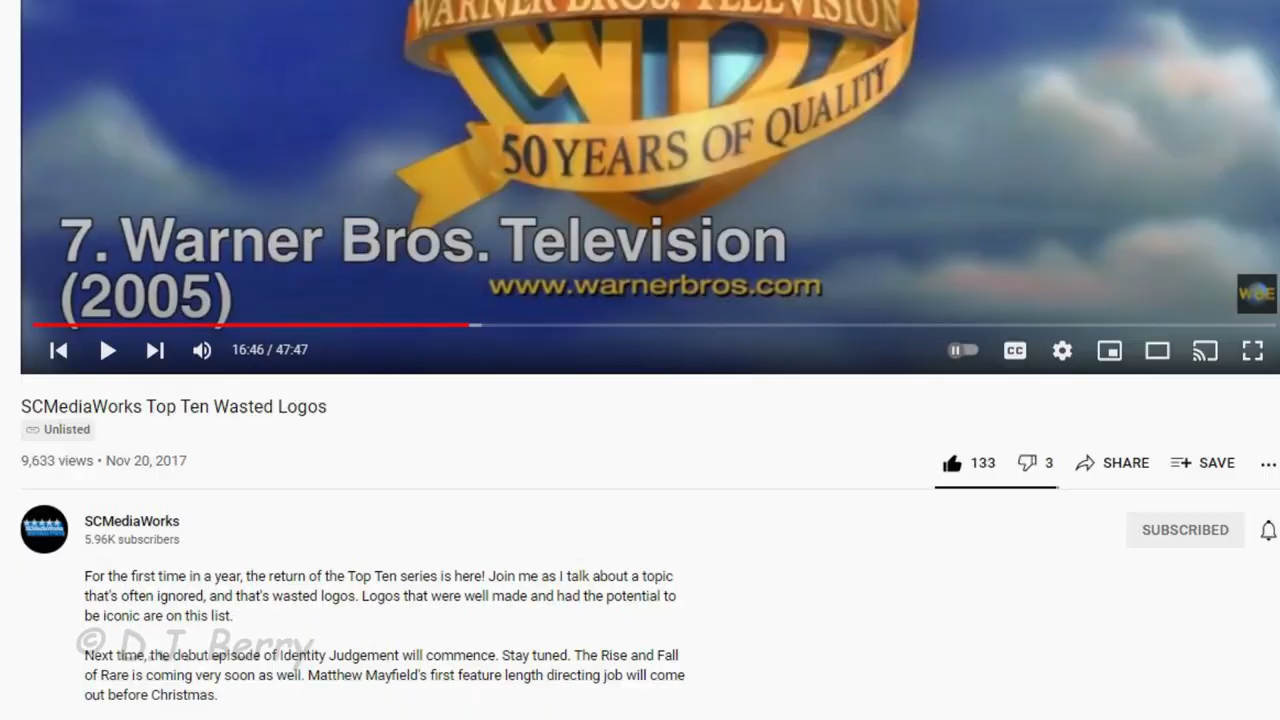 WARNER BROS. TELEVISION
WB
50 YEARS OF QUALITY
7. Warner Bros. Television
(2005)
www.warnerbros.com
16:46 / 47:47
CC
SCMediaWorks Top Ten Wasted Logos
Unlisted
9,633 views • Nov 20, 2017
133 3 SHARE SAVE
SCMediaWorks
5.96K subscribers
SUBSCRIBED
For the first time in a year, the return of the Top Ten series is here! Join me as I talk about a topic
that's often ignored, and that's wasted logos. Logos that were well made and had the potential to
be iconic are on this list.
© D.J. Berry
Next time, the debut episode of Identity Judgement will commence. Stay tuned. The Rise and Fall
of Rare is coming very soon as well. Matthew Mayfield's first feature length directing job will come
out before Christmas.